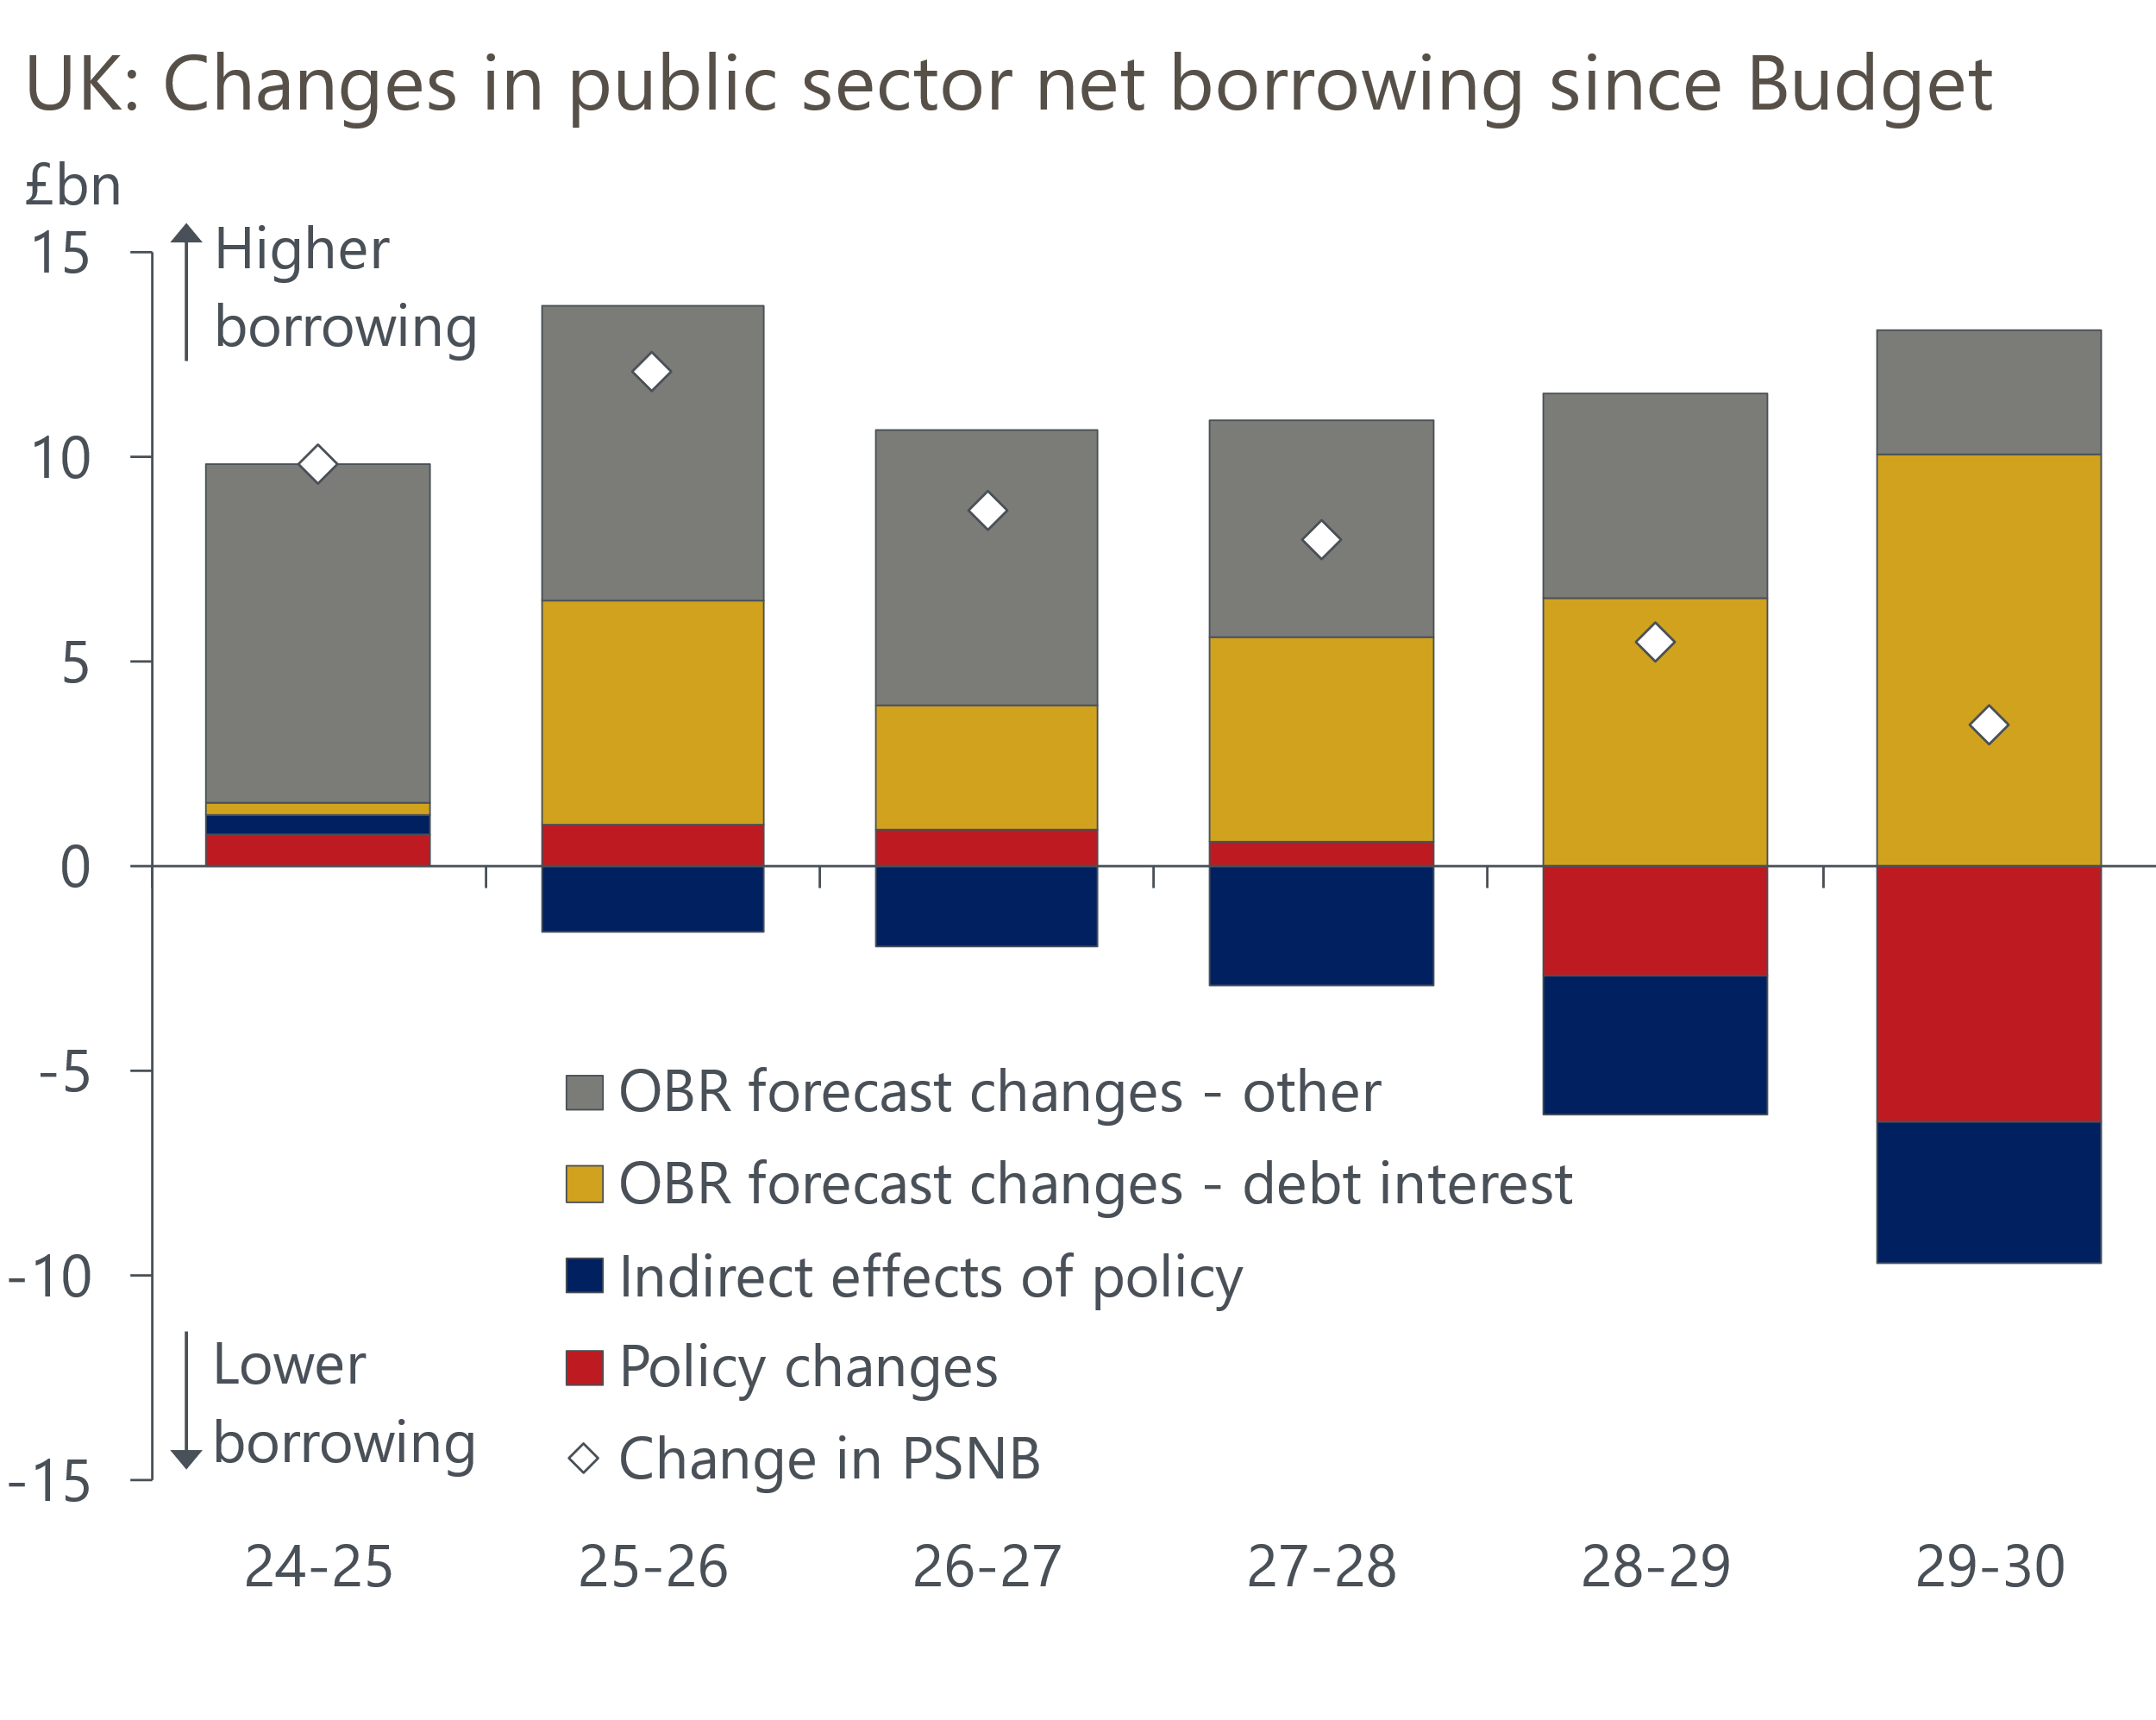 UK: Changes in public sector net borrowing since Budget
£bn
15
Higher
borrowing
10
5
0
-5
OBR forecast changes - other
OBR forecast changes - debt interest
-10
Indirect effects of policy
Lower
borrowing
Policy changes
Change in PSNB
-15
24-25
25-26
26-27
27-28
28-29
29-30